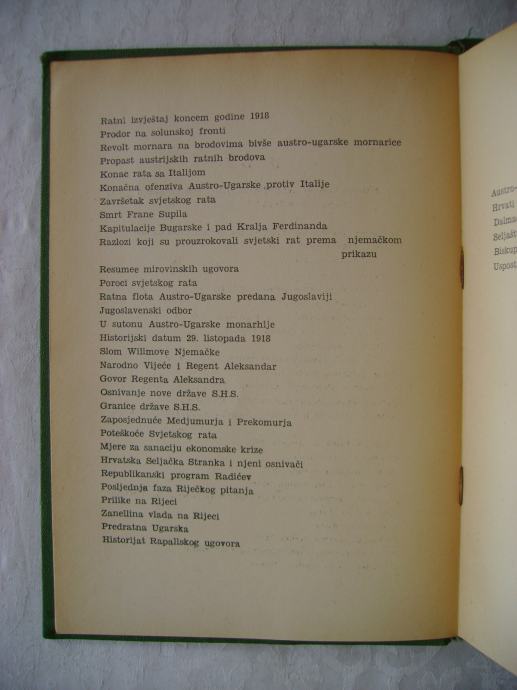 Ratni izvještaj koncem godine 1918
Prodor na solunskoj fronti
Revolt mornara na brodovima bivše austro-ugarske mornarice
Propast austrijskih ratnih brodova
Konac rata sa Italijom
Konačna ofenziva Austro-Ugarske protiv Italije
Završetak svjetskog rata
Smrt Frane Supila
Kapitulacije Bugarske i pad Kralja Ferdinanda
Razlozi koji su prouzrokovali svjetski rat prema njemačkom
prikazu
Resumee mirovinskih ugovora
Poroci svjetskog rata
Ratna flota Austro-Ugarske predana Jugoslaviji
Jugoslavenski odbor
U sutonu Austro-Ugarske monarhije
Historijski datum 29. listopada 1918
Slom Wilimove Njemačke
Narodno Vijeće i Regent Aleksandar
Govor Regenta Aleksandra
Osnivanje nove države S.H.S.
Granice države S.H.S.
Zaposjednuće Medjumurja i Prekomurja
Poteškoće Svjetskog rata
Mjere za sanaciju ekonomske krize
Hrvatska Seljačka Stranka i njeni osnivači
Republikanski program Radićev
Posljednja faza Riječkog pitanja
Prilike na Rijeci
Zanellina vlada na Rijeci
Predratna Ugarska
Historijat Rapallskog ugovora
Austro-
Hrvati
Dalma
Seljašt
Biskup
Uspost